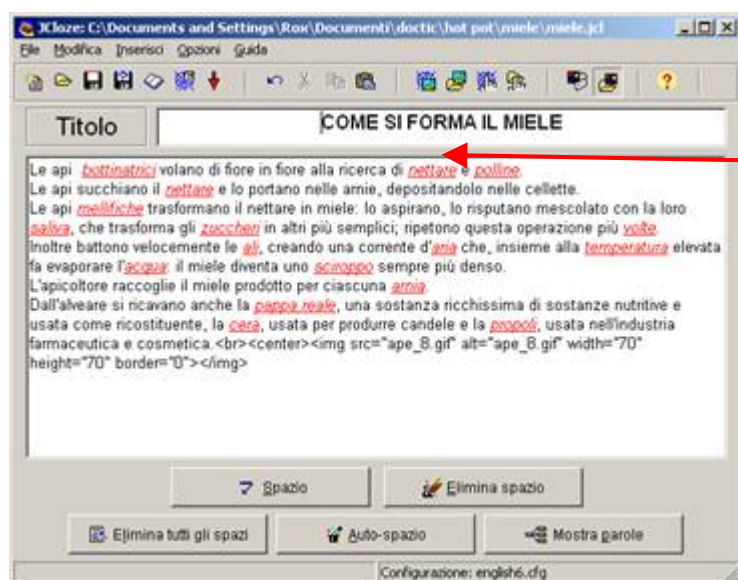 JCloze: C:\Documents and Settings\Rox\Documenti\doctic\hot pot\miele\miele.jcl
File Modifica Inserisci Opzioni Guida
Titolo
COME SI FORMA IL MIELE
Le api bottinatrici volano di fiore in fiore alla ricerca di nettare e polline.
Le api succhiano il nettare e lo portano nelle arnie, depositandolo nelle cellette.
Le api mellifiche trasformano il nettare in miele: lo aspirano, lo risputano mescolato con la loro
saliva, che trasforma gli zuccheri in altri più semplici; ripetono questa operazione più volte.
Inoltre battono velocemente le ali, creando una corrente d'aria che, insieme alla temperatura elevata
fa evaporare l'acqua: il miele diventa uno sciroppo sempre più denso.
L'apicoltore raccoglie il miele prodotto per ciascuna arnia.
Dall'alveare si ricavano anche la pappa reale, una sostanza ricchissima di sostanze nutritive e
usata come ricostituente, la cera, usata per produrre candele e la propoli, usata nell'industria
farmaceutica e cosmetica.<br><center><img src="ape_8.gif" alt="ape_8.gif" width="70"
height="70" border="0"></img>
Spazio Elimina spazio
Elimina tutti gli spazi Auto-spazio Mostra parole
Configurazione: english6.cfg